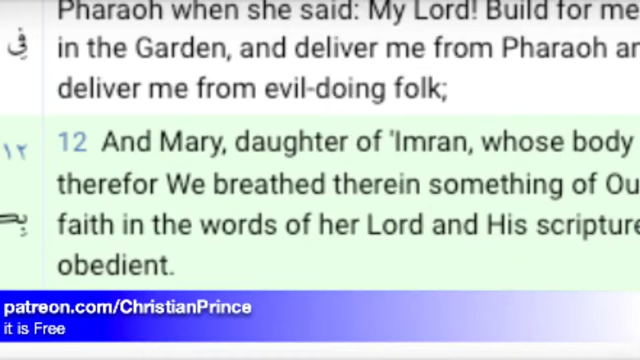 Pharaoh when she said: My Lord! Build for me
في
in the Garden, and deliver me from Pharaoh
deliver me from evil-doing folk;
١٢
12 And Mary, daughter of 'Imran, whose body
therefor We breathed therein something of
faith in the words of her Lord and His scripture
obedient.
patreon.com/ChristianPrince
it is Free